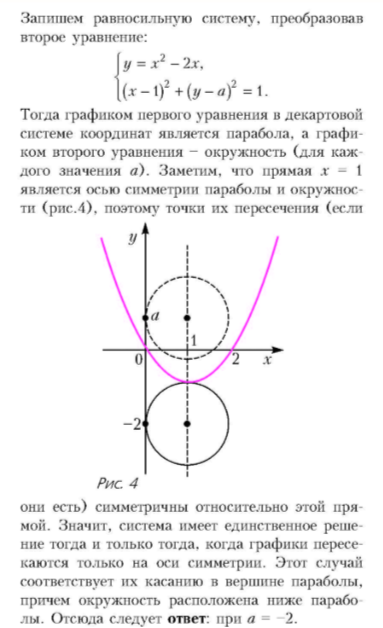 Запишем равносильную систему, преобразовав
второе уравнение:
{ y = x² − 2x,
(x − 1)² + (y − a)² = 1.
Тогда графиком первого уравнения в декартовой
системе координат является парабола, а графи-
ком второго уравнения − окружность (для каж-
дого значения a). Заметим, что прямая x = 1
является осью симметрии параболы и окружнос-
ти (рис.4), поэтому точки их пересечения (если
y
a
1
0
2
x
−2
Рис. 4
они есть) симметричны относительно этой пря-
мой. Значит, система имеет единственное реше-
ние тогда и только тогда, когда графики пересе-
каются только на оси симметрии. Этот случай
соответствует их касанию в вершине параболы,
причем окружность расположена ниже парабо-
лы. Отсюда следует ответ: при a = −2.